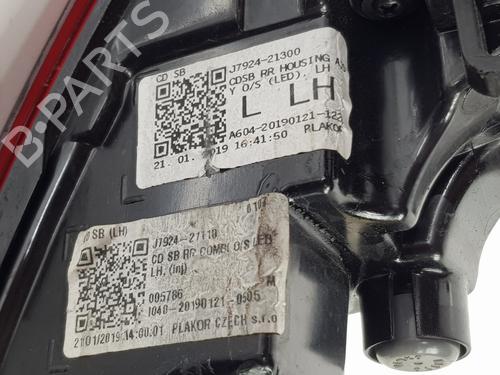 B-PARTS
CD SB
J7924-21300
CDSB RR HOUSING
Y O/S (LED), LH
L LH
A604-20190121-122
21. 01. 2019 16:41:50 PLAKOR
SB (LH)
J7924-21110
CD SB RR COMBI O/S LED
LH, (inj)
005786 M
I040-20190121-0505
21/01/2019 14:00:01 PLAKOR CZECH s.r.o